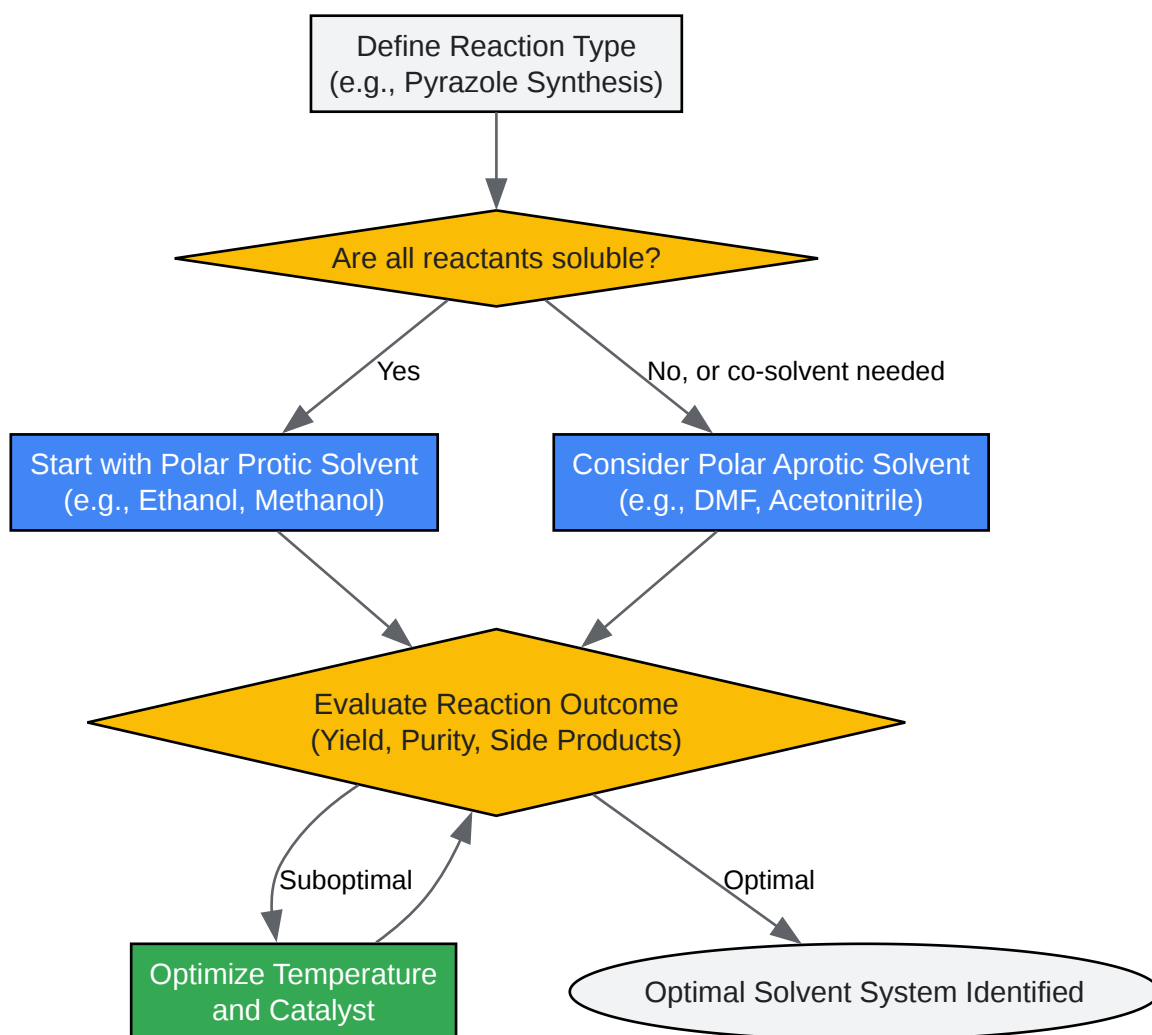 Define Reaction Type
(e.g., Pyrazole Synthesis)
Are all reactants soluble?
Yes
No, or co-solvent needed
Start with Polar Protic Solvent
(e.g., Ethanol, Methanol)
Consider Polar Aprotic Solvent
(e.g., DMF, Acetonitrile)
Evaluate Reaction Outcome
(Yield, Purity, Side Products)
Suboptimal
Optimal
Optimize Temperature
and Catalyst
Optimal Solvent System Identified